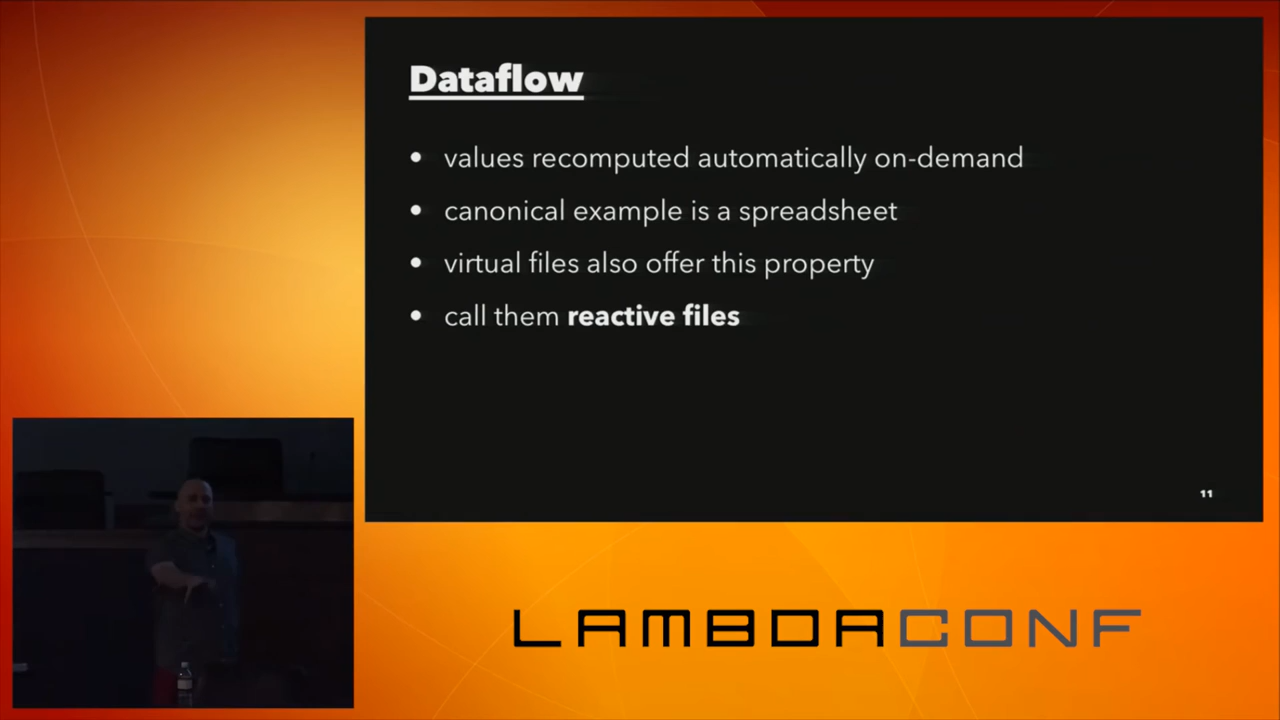 Dataflow
• values recomputed automatically on-demand
• canonical example is a spreadsheet
• virtual files also offer this property
• call them reactive files
11
LAMBDACONF